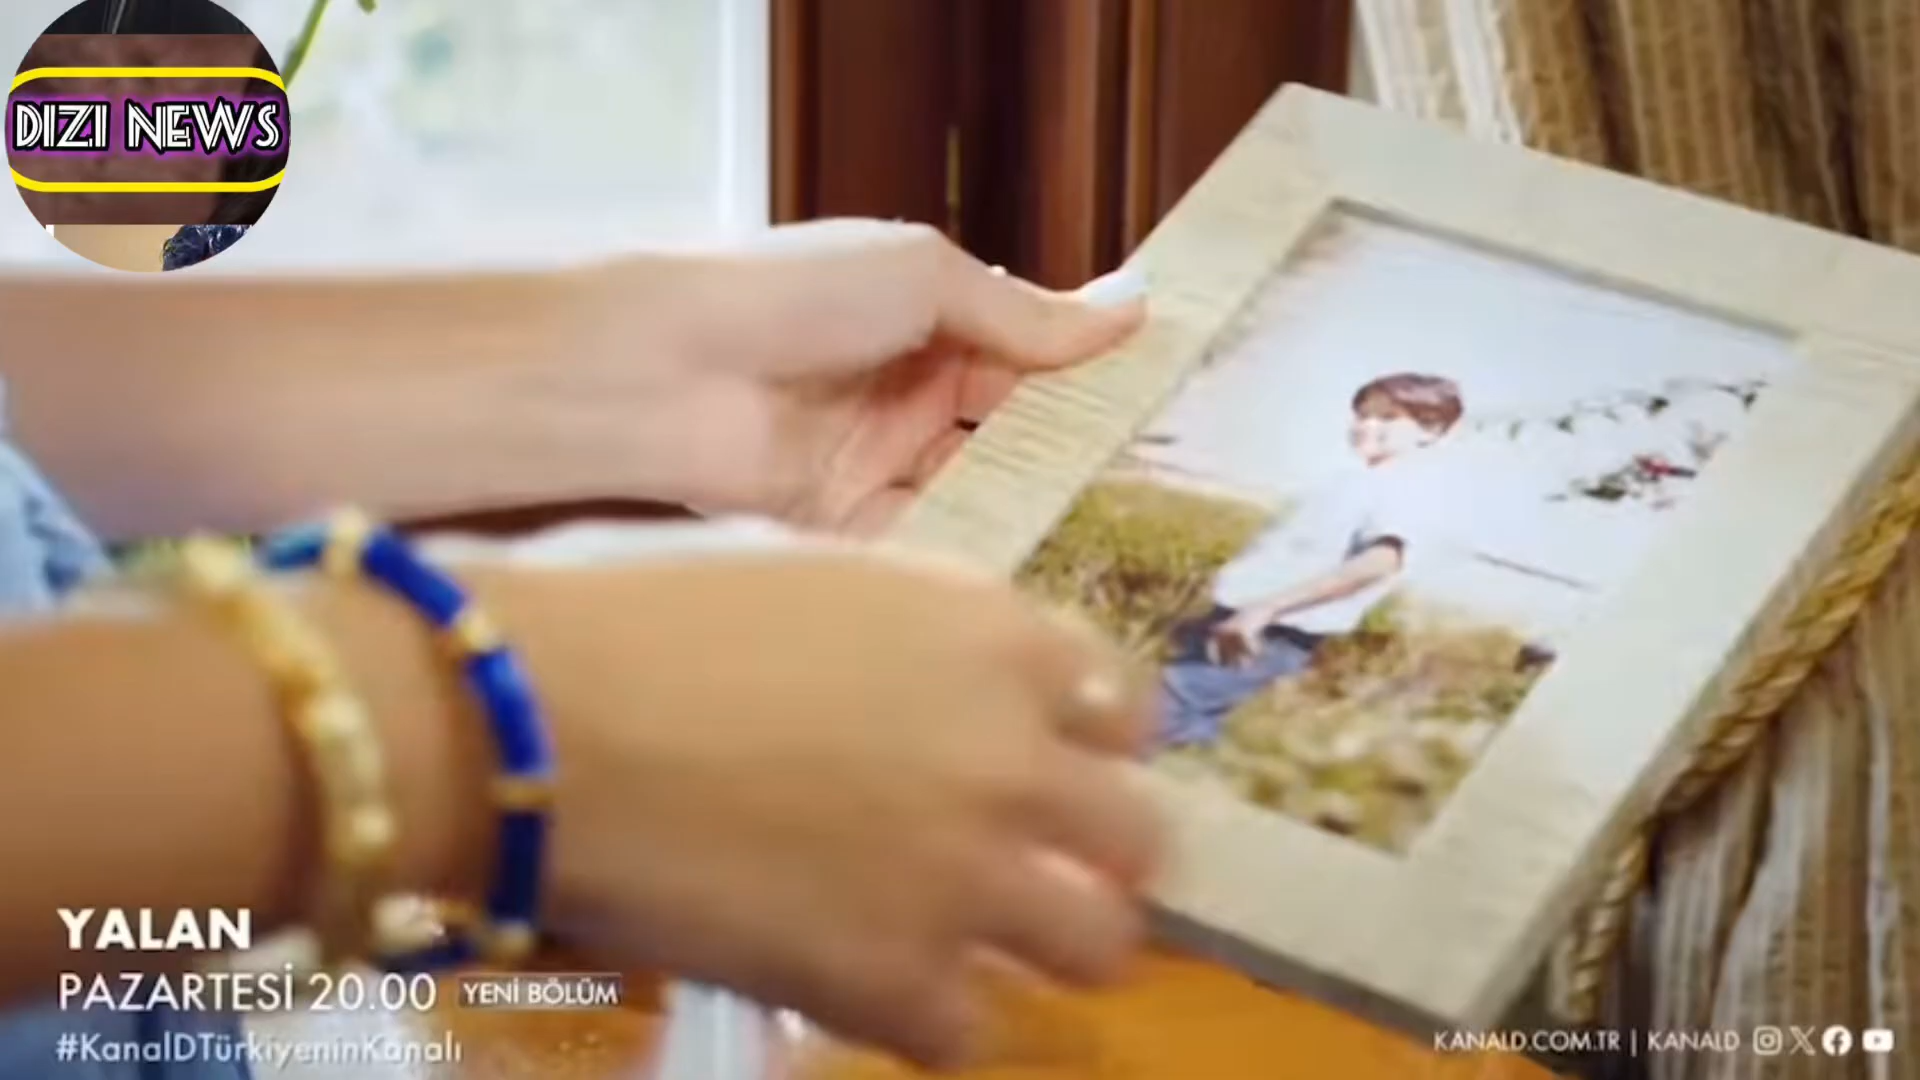 DIZI NEWS
YALAN
PAZARTESİ 20.00 YENİ BÖLÜM
#KanalDTürkiyeninKanalı
KANALD.COM.TR | KANALD